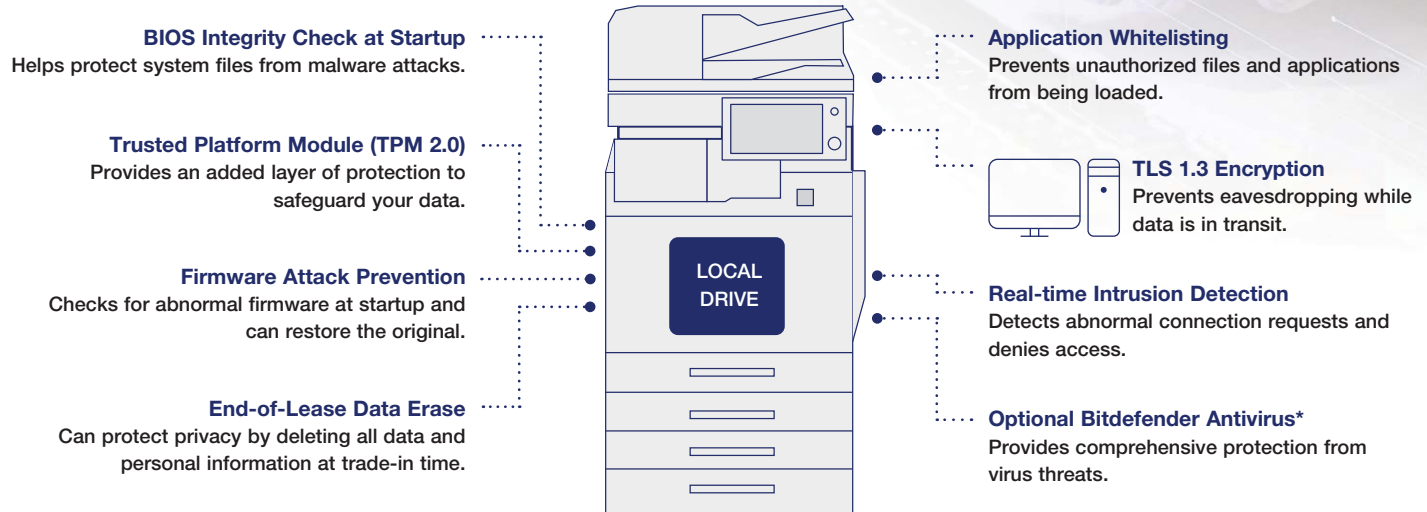 BIOS Integrity Check at Startup
Helps protect system files from malware attacks.
Trusted Platform Module (TPM 2.0)
Provides an added layer of protection to
safeguard your data.
Firmware Attack Prevention
Checks for abnormal firmware at startup and
can restore the original.
End-of-Lease Data Erase
Can protect privacy by deleting all data and
personal information at trade-in time.
LOCAL
DRIVE
Application Whitelisting
Prevents unauthorized files and applications
from being loaded.
TLS 1.3 Encryption
Prevents eavesdropping while
data is in transit.
Real-time Intrusion Detection
Detects abnormal connection requests and
denies access.
Optional Bitdefender Antivirus*
Provides comprehensive protection from
virus threats.